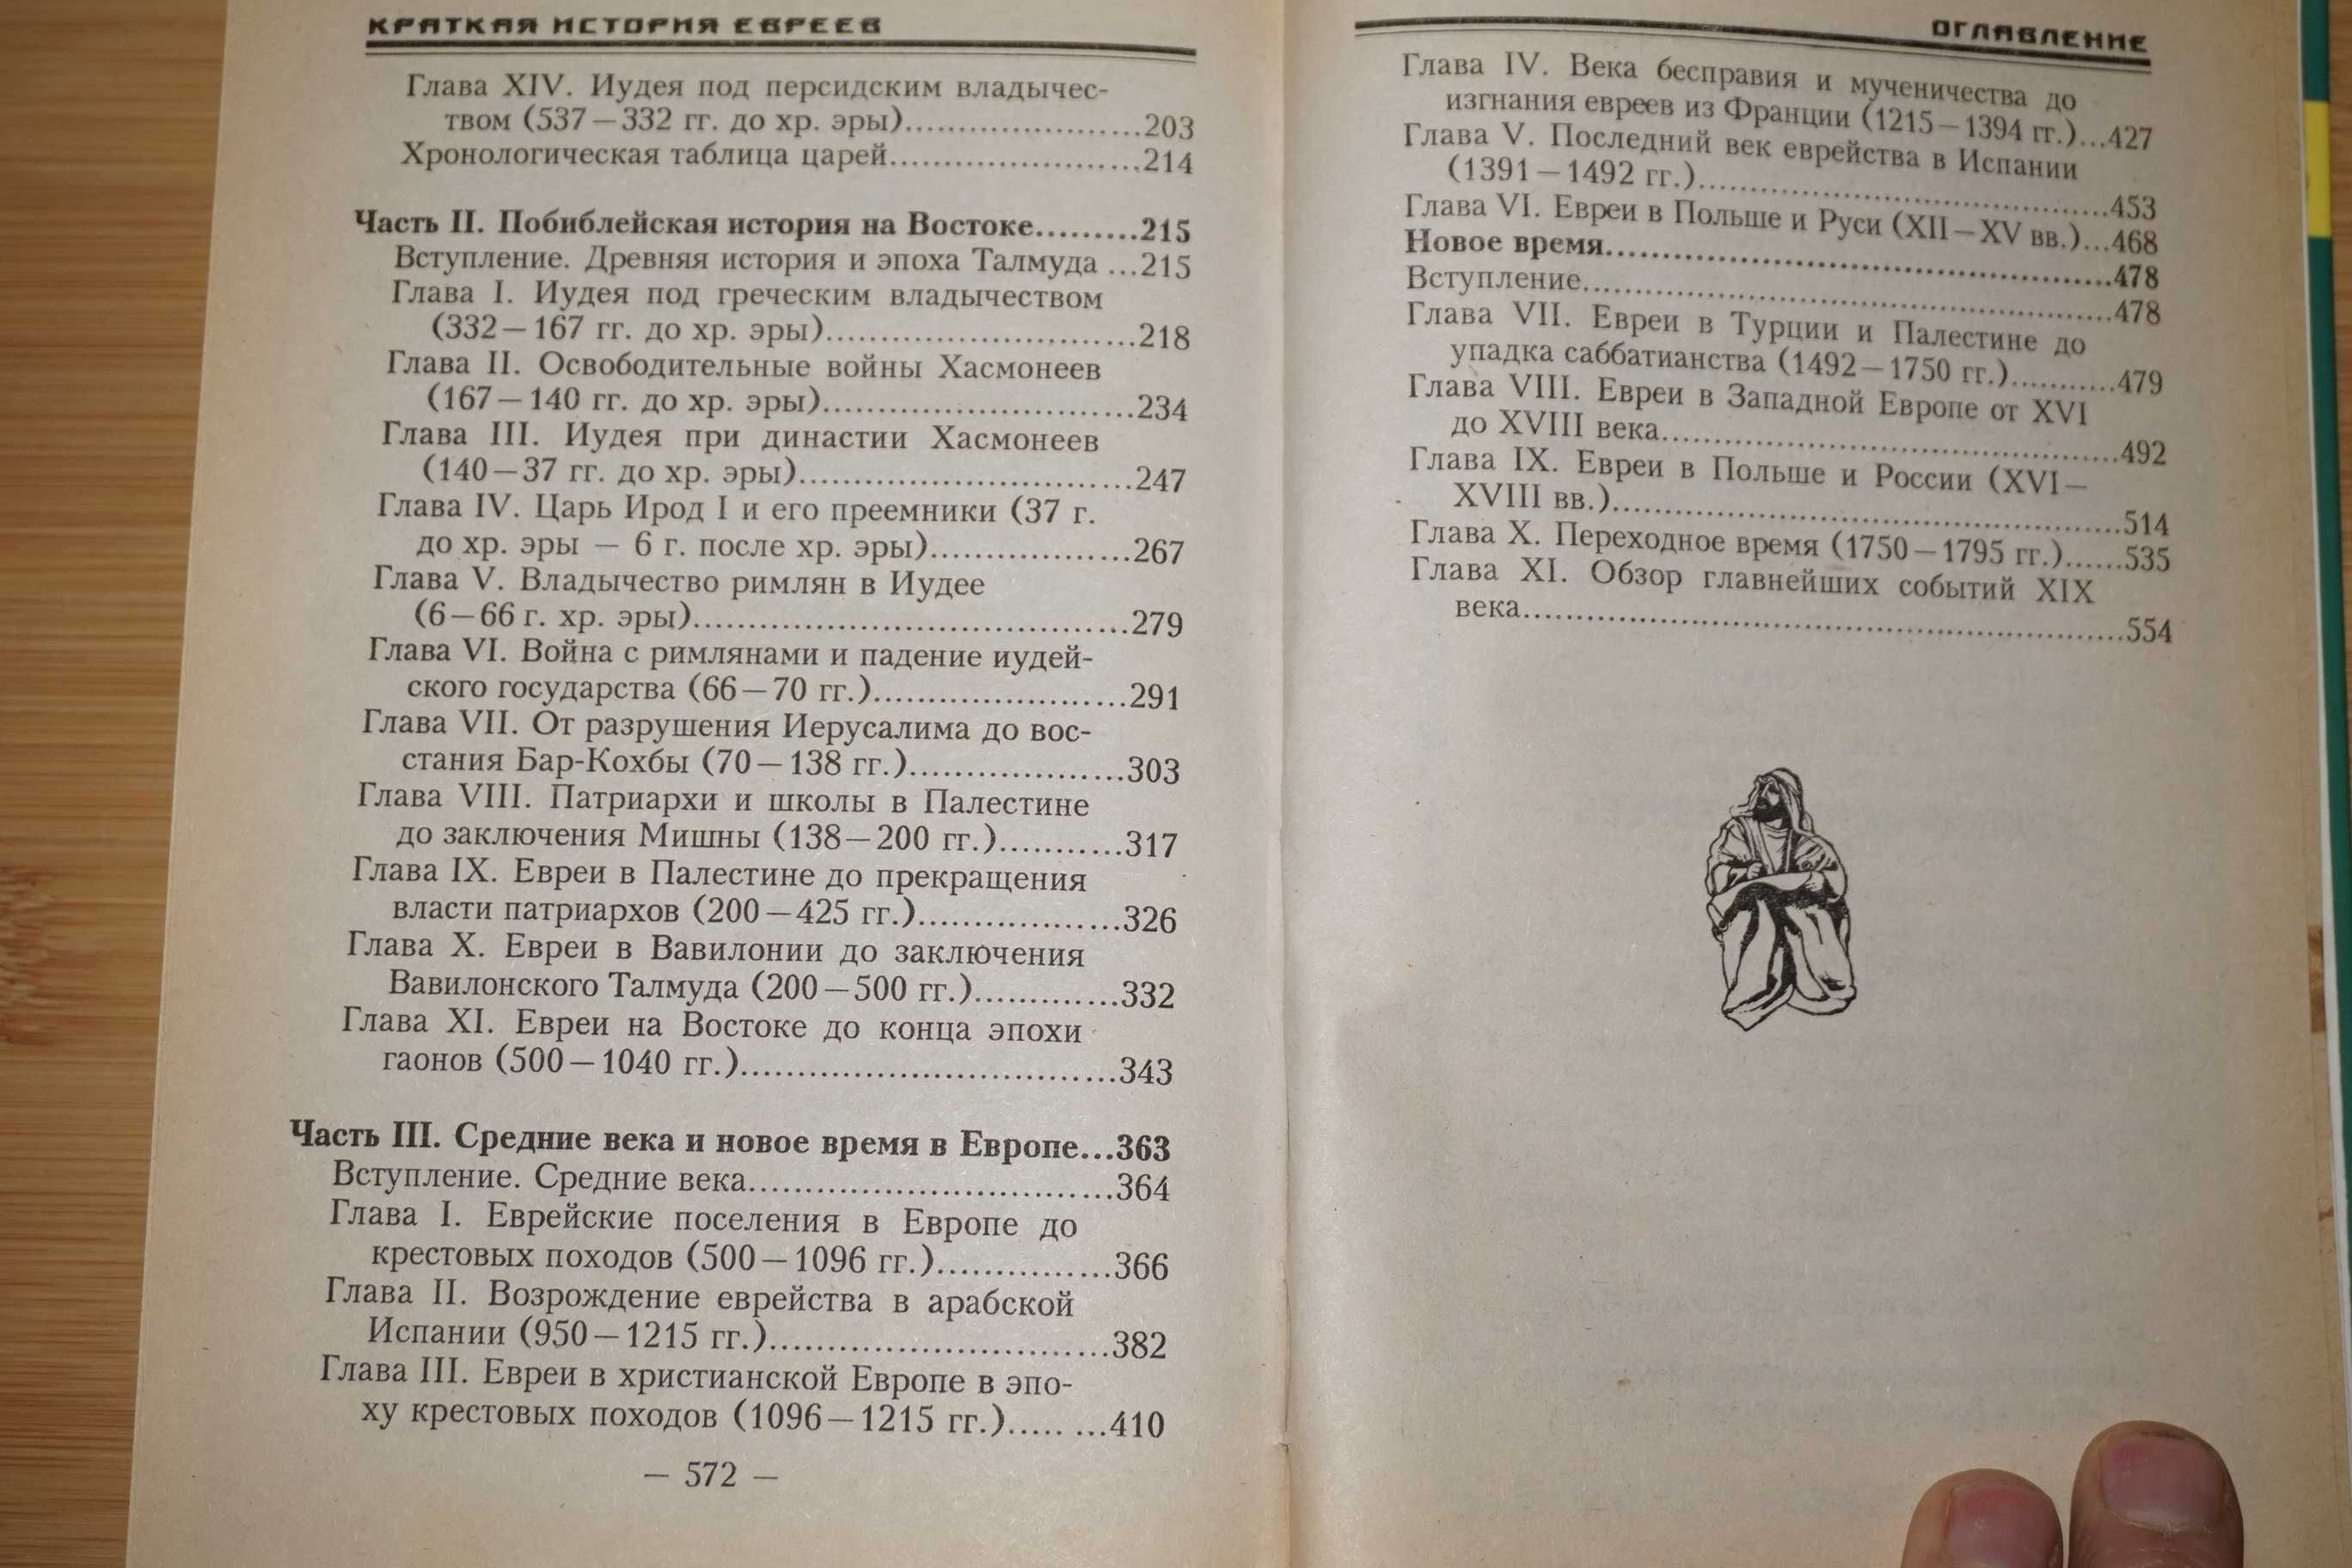 КРАТКАЯ ИСТОРИЯ ЕВРЕЕВ
Глава XIV. Иудея под персидским владычес-
твом (537—332 гг. до хр. эры)......................203
Хронологическая таблица царей.......................214
Часть II. Побиблейская история на Востоке.........215
Вступление. Древняя история и эпоха Талмуда ...215
Глава I. Иудея под греческим владычеством
(332—167 гг. до хр. эры)............................218
Глава II. Освободительные войны Хасмонеев
(167—140 гг. до хр. эры)............................234
Глава III. Иудея при династии Хасмонеев
(140—37 гг. до хр. эры)..............................247
Глава IV. Царь Ирод I и его преемники (37 г.
до хр. эры — 6 г. после хр. эры)..................267
Глава V. Владычество римлян в Иудее
(6—66 г. хр. эры).......................................279
Глава VI. Война с римлянами и падение иудей-
ского государства (66—70 гг.).......................291
Глава VII. От разрушения Иерусалима до вос-
стания Бар-Кохбы (70—138 гг.)...................303
Глава VIII. Патриархи и школы в Палестине
до заключения Мишны (138—200 гг.)...........317
Глава IX. Евреи в Палестине до прекращения
власти патриархов (200—425 гг.)..................326
Глава X. Евреи в Вавилонии до заключения
Вавилонского Талмуда (200—500 гг.).............332
Глава XI. Евреи на Востоке до конца эпохи
гаонов (500—1040 гг.)..................................343
Часть III. Средние века и новое время в Европе...363
Вступление. Средние века.................................364
Глава I. Еврейские поселения в Европе до
крестовых походов (500—1096 гг.)................366
Глава II. Возрождение еврейства в арабской
Испании (950—1215 гг.)...............................382
Глава III. Евреи в христианской Европе в эпо-
ху крестовых походов (1096—1215 гг.)..... ...410
— 572 —
ОГЛАВЛЕНИЕ
Глава IV. Века бесправия и мученичества до
изгнания евреев из Франции (1215—1394 гг.)...427
Глава V. Последний век еврейства в Испании
(1391—1492 гг.)..........................................453
Глава VI. Евреи в Польше и Руси (XII—XV вв.)...468
Новое время..................................................478
Вступление....................................................478
Глава VII. Евреи в Турции и Палестине до
упадка саббатианства (1492—1750 гг.)...........479
Глава VIII. Евреи в Западной Европе от XVI
до XVIII века..............................................492
Глава IX. Евреи в Польше и России (XVI—
XVIII вв.)...................................................514
Глава X. Переходное время (1750—1795 гг.)......535
Глава XI. Обзор главнейших событий XIX
века...........................................................554